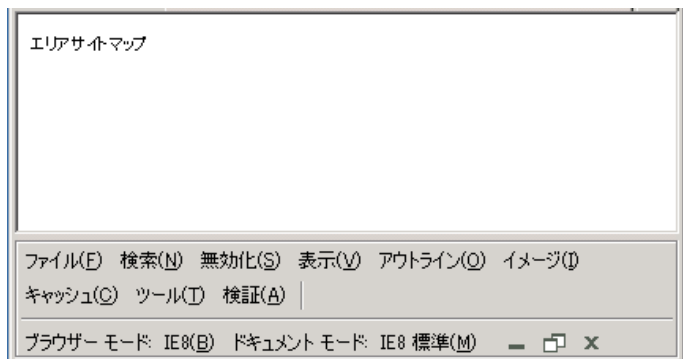 エリアサイトマップ
ファイル(F) 検索(N) 無効化(S) 表示(V) アウトライン(O) イメージ(I)
キャッシュ(C) ツール(T) 検証(A)
ブラウザー モード: IE8(B) ドキュメント モード: IE8 標準(M)